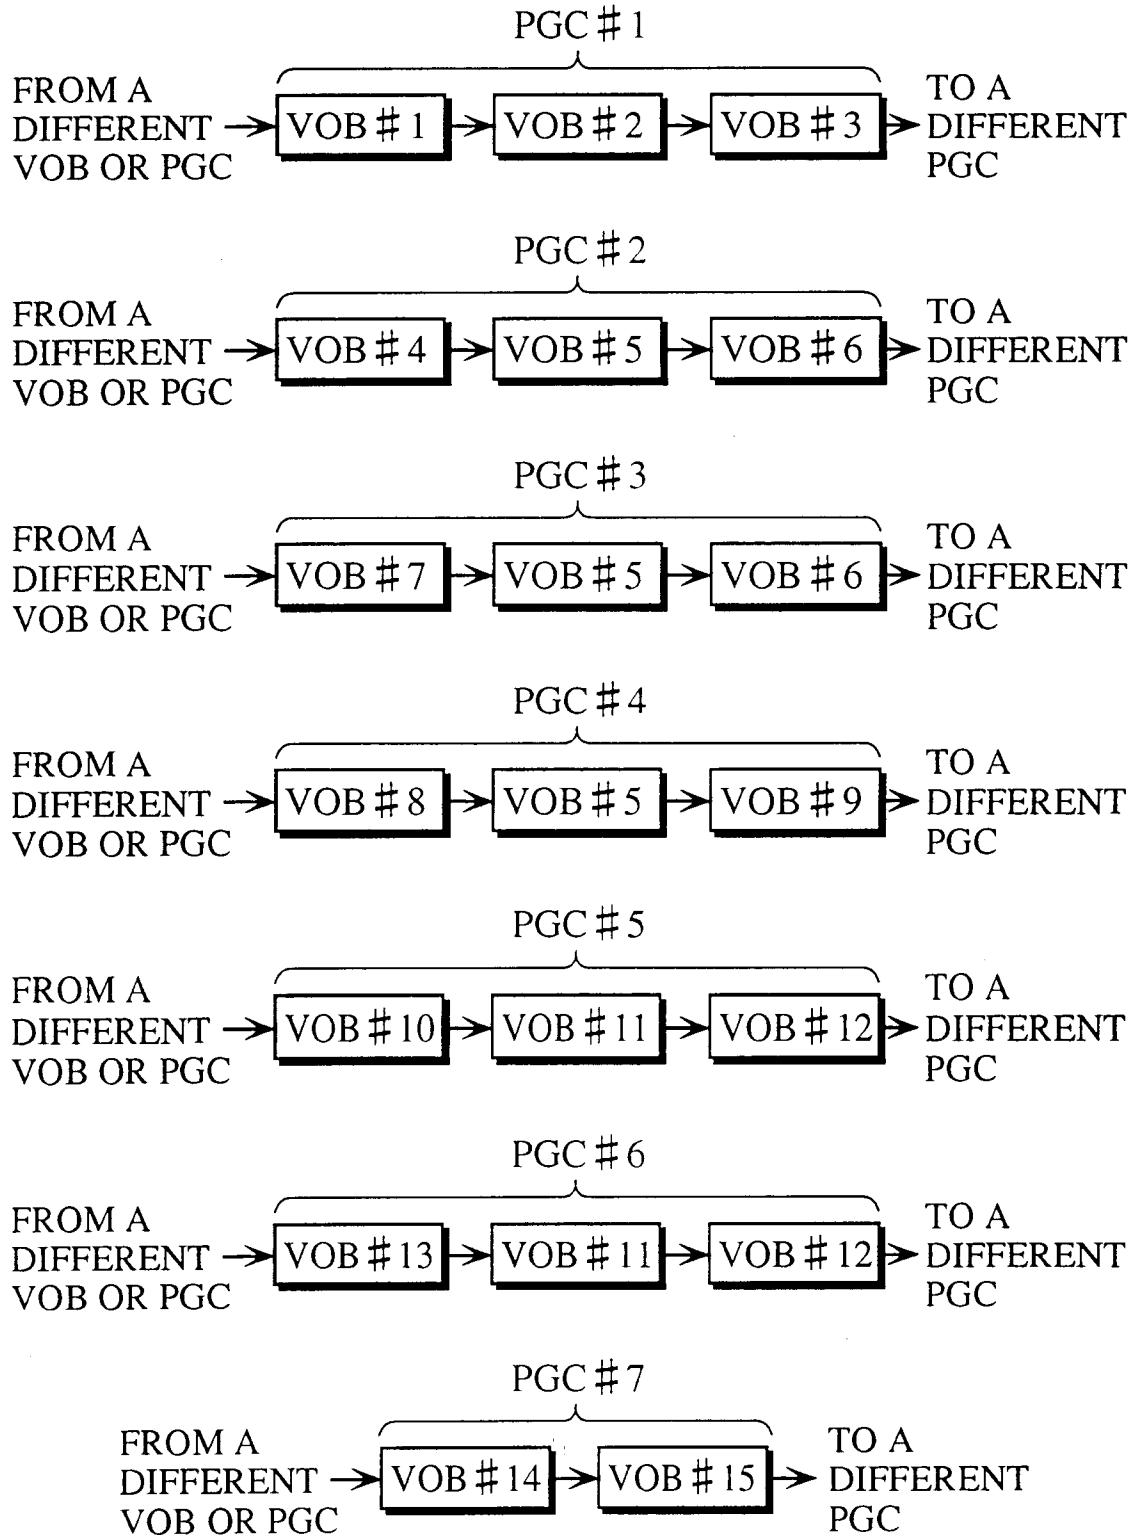 PGC#1
FROM A
DIFFERENT
VOB OR PGC
VOB#1
VOB#2
VOB#3
TO A
DIFFERENT
PGC
PGC#2
FROM A
DIFFERENT
VOB OR PGC
VOB#4
VOB#5
VOB#6
TO A
DIFFERENT
PGC
PGC#3
FROM A
DIFFERENT
VOB OR PGC
VOB#7
VOB#5
VOB#6
TO A
DIFFERENT
PGC
PGC#4
FROM A
DIFFERENT
VOB OR PGC
VOB#8
VOB#5
VOB#9
TO A
DIFFERENT
PGC
PGC#5
FROM A
DIFFERENT
VOB OR PGC
VOB#10
VOB#11
VOB#12
TO A
DIFFERENT
PGC
PGC#6
FROM A
DIFFERENT
VOB OR PGC
VOB#13
VOB#11
VOB#12
TO A
DIFFERENT
PGC
PGC#7
FROM A
DIFFERENT
VOB OR PGC
VOB#14
VOB#15
TO A
DIFFERENT
PGC